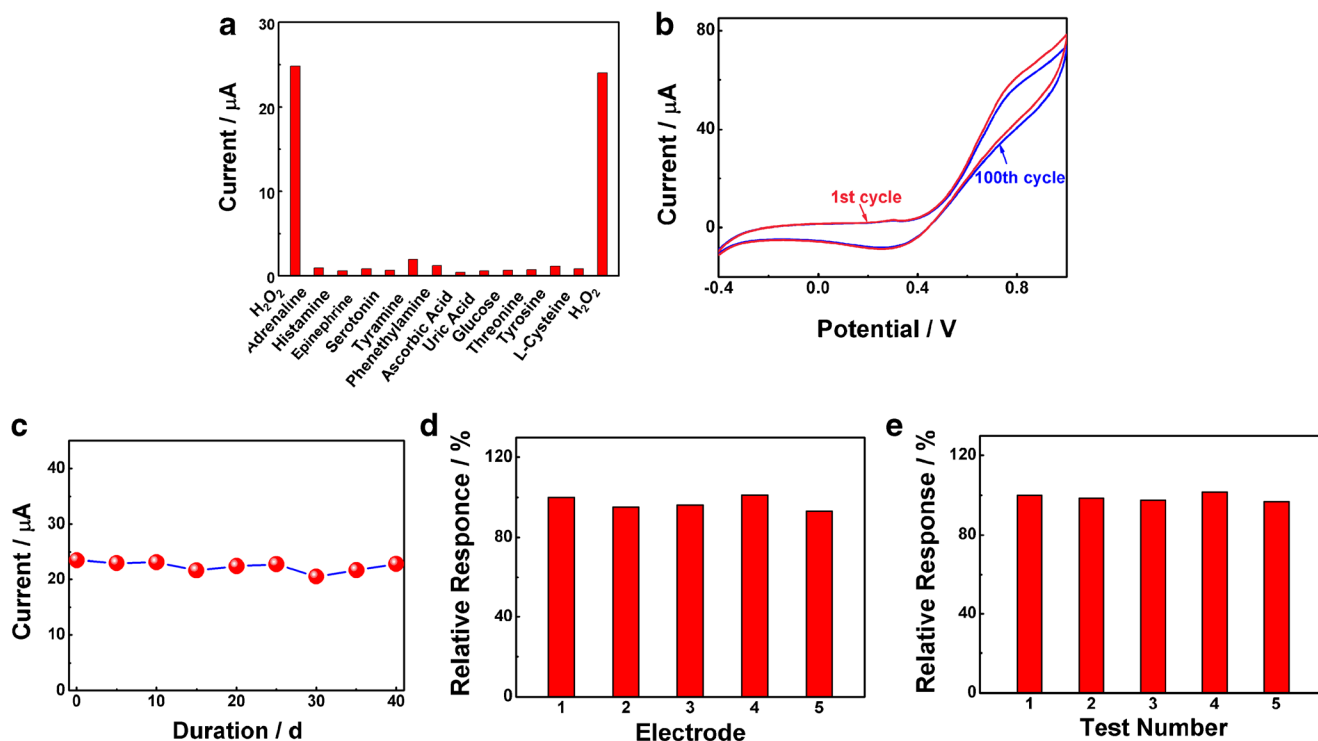 a
30
20
10
0
Current / μA
H2O2
Adrenaline
Histamine
Epinephrine
Serotonin
Tyramine
Phenethylamine
Ascorbic Acid
Uric Acid
Glucose
Threonine
Tyrosine
L-Cysteine
H2O2
b
80
40
0
Current / μA
100th cycle
1st cycle
-0.4
0.0
0.4
0.8
Potential / V
c
40
30
20
10
0
Current / μA
0
10
20
30
40
Duration / d
d
120
80
40
0
Relative Responce / %
1
2
3
4
5
Electrode
e
120
80
40
0
Relative Response / %
1
2
3
4
5
Test Number